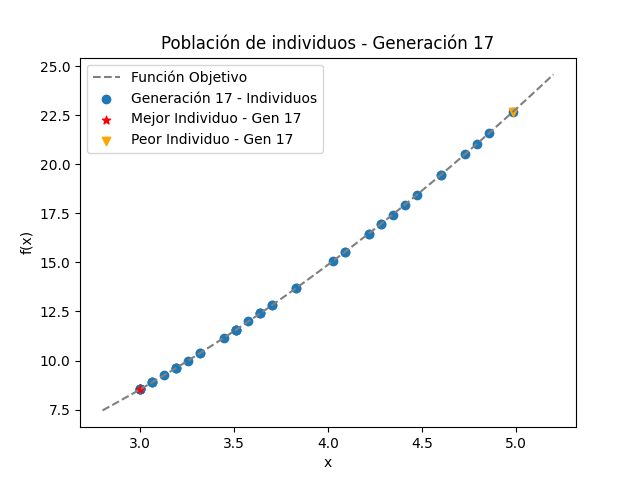 Población de individuos - Generación 17
25.0
22.5
20.0
17.5
15.0
12.5
10.0
7.5
f(x)
Función Objetivo
Generación 17 - Individuos
Mejor Individuo - Gen 17
Peor Individuo - Gen 17
3.0 3.5 4.0 4.5 5.0
x